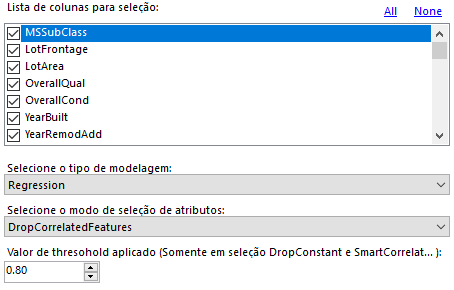 Lista de colunas para seleção:
All None
MSSubClass
LotFrontage
LotArea
OverallQual
OverallCond
YearBuilt
YearRemodAdd
Selecione o tipo de modelagem:
Regression
Selecione o modo de seleção de atributos:
DropCorrelatedFeatures
Valor de thresohold aplicado (Somente em seleção DropConstant e SmartCorrelat... ):
0.80